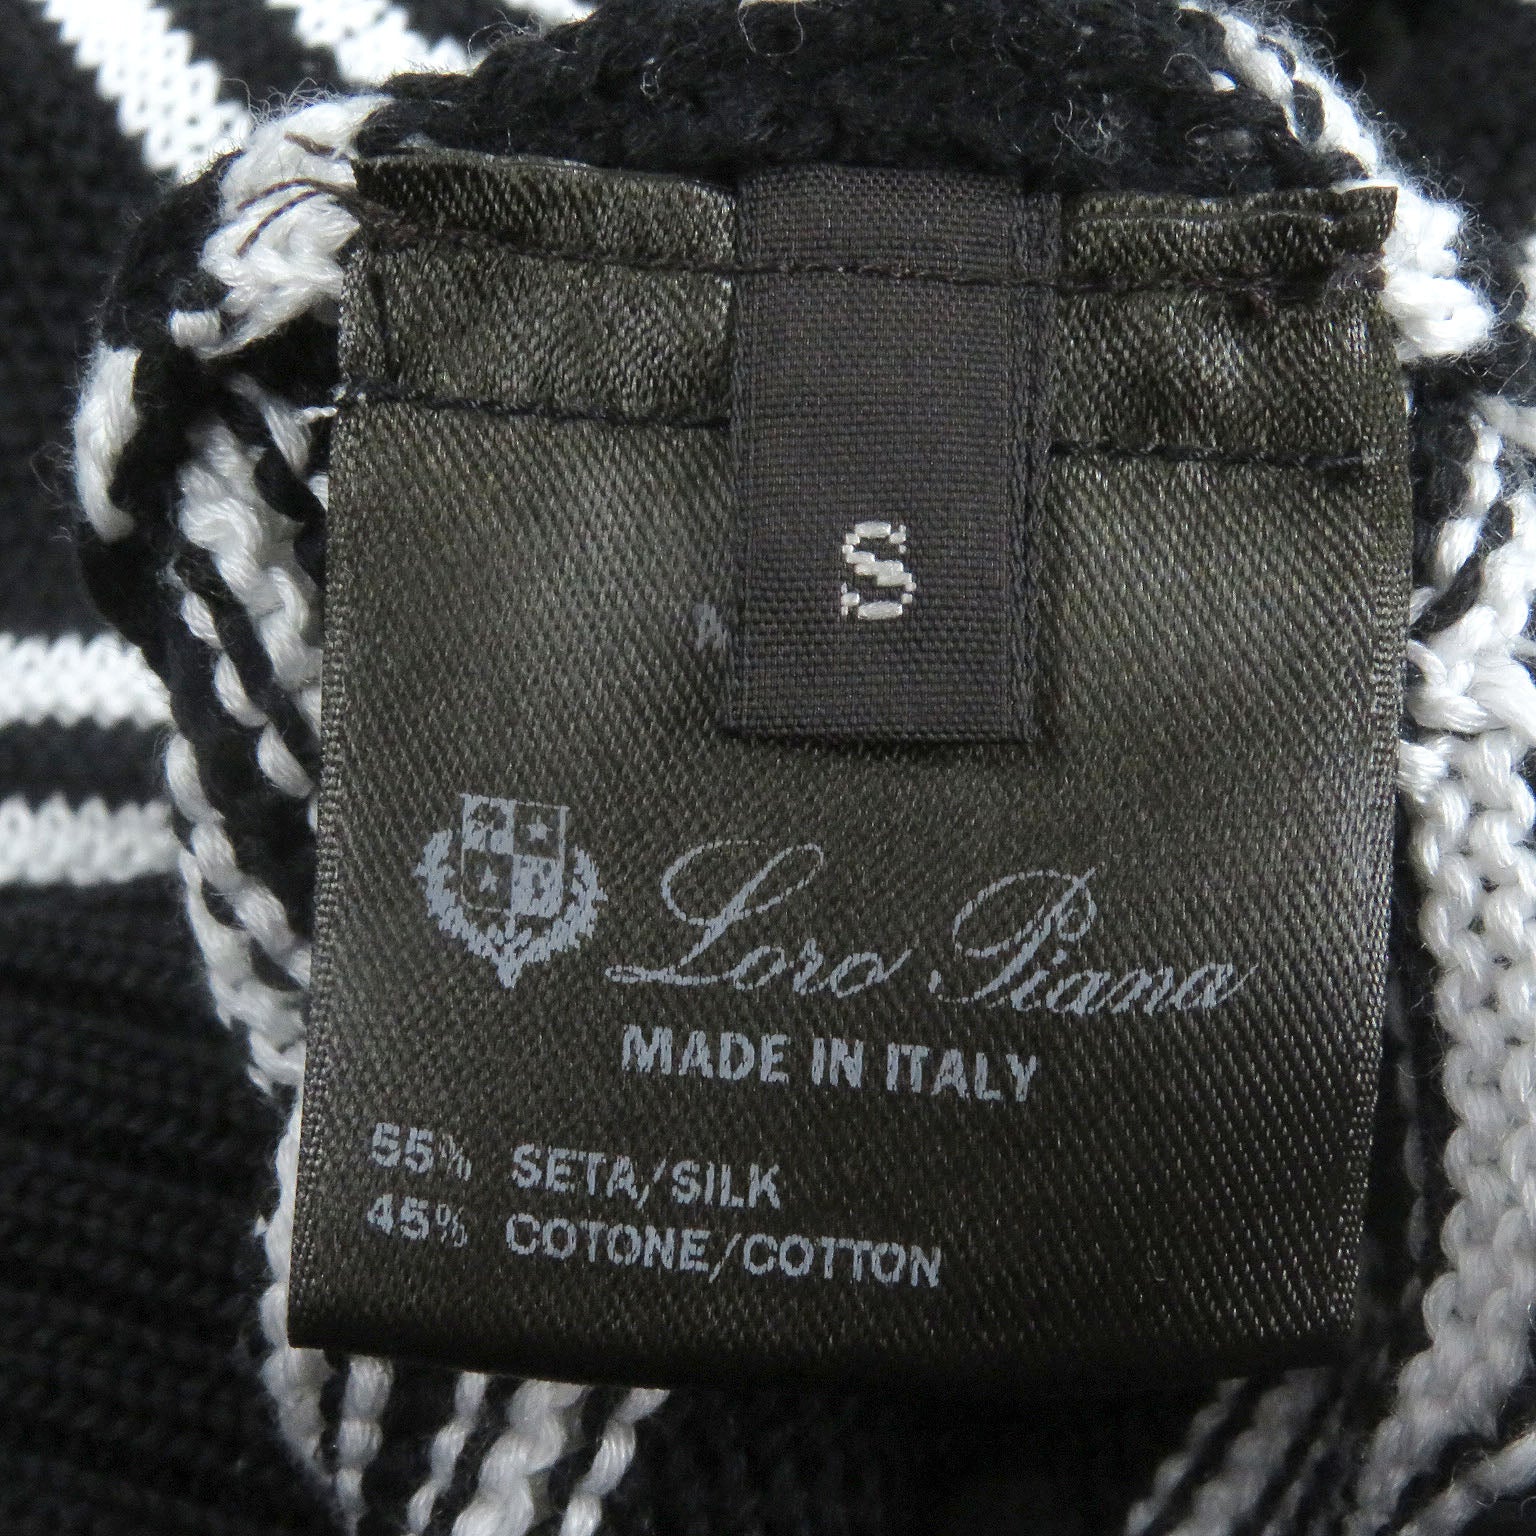 S
Loro Piana
MADE IN ITALY
55% SETA/SILK
45% COTONE/COTTON